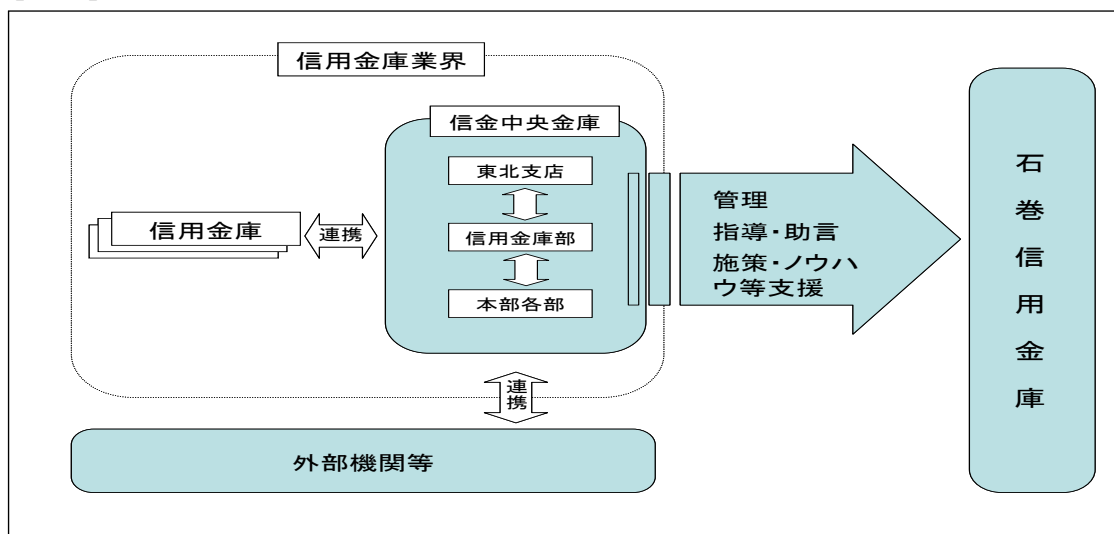 信用金庫業界
信金中央金庫
東北支店
信用金庫
連携
信用金庫部
本部各部
管理
指導・助言
施策・ノウハ
ウ等支援
石巻信用金庫
連携
外部機関等